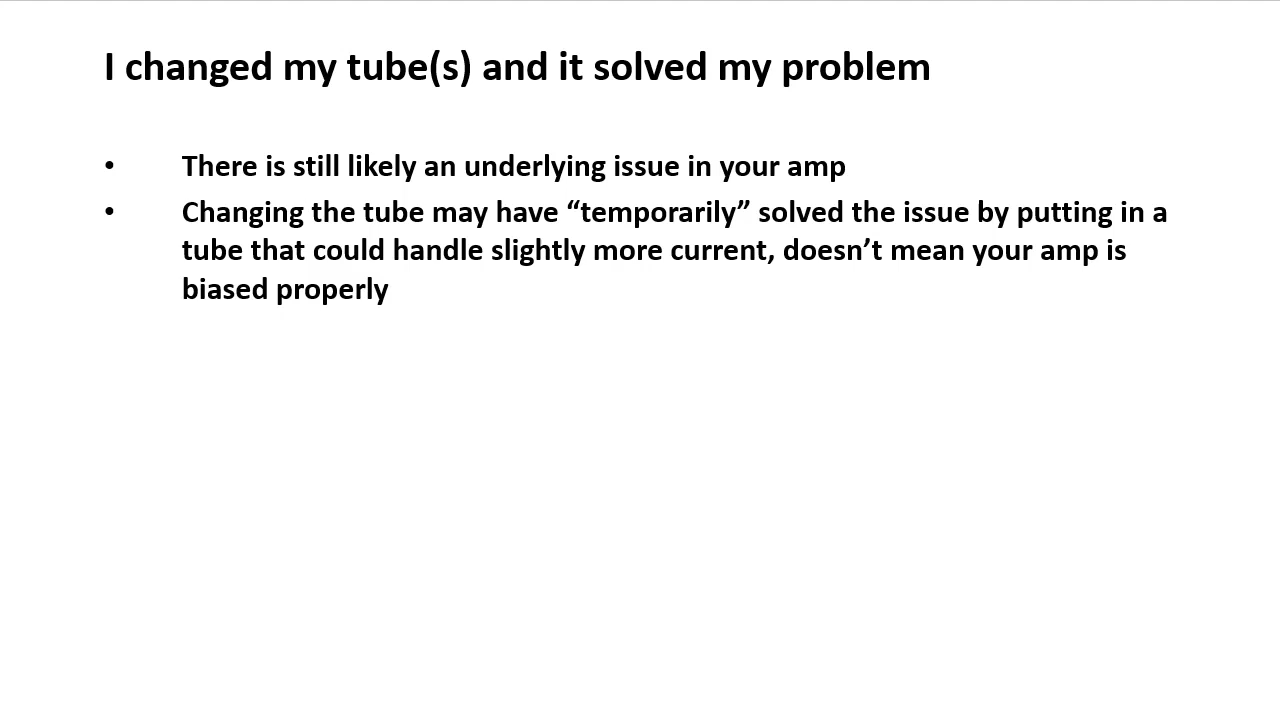 I changed my tube(s) and it solved my problem
• There is still likely an underlying issue in your amp
• Changing the tube may have “temporarily” solved the issue by putting in a
tube that could handle slightly more current, doesn’t mean your amp is
biased properly